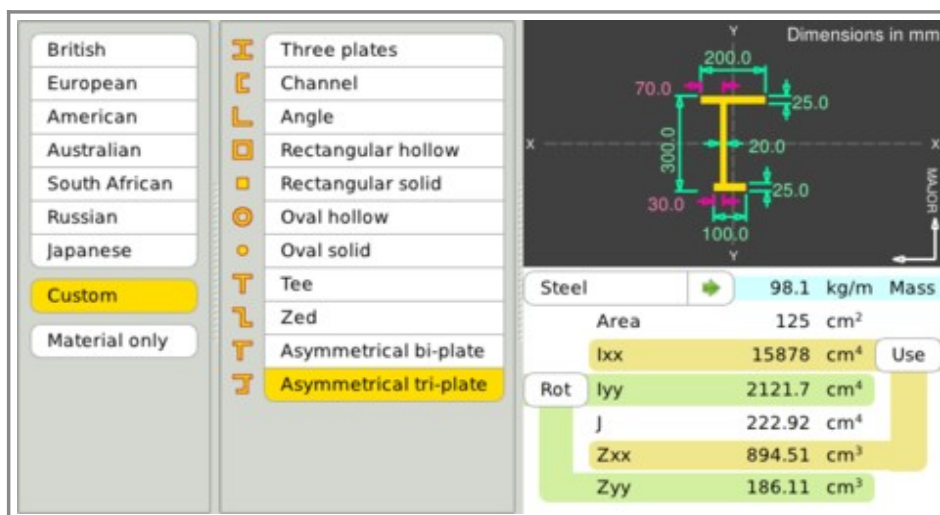 British
European
American
Australian
South African
Russian
Japanese
Custom
Material only
Three plates
Channel
Angle
Rectangular hollow
Rectangular solid
Oval hollow
Oval solid
Tee
Zed
Asymmetrical bi-plate
Asymmetrical tri-plate
Y
Dimensions in mm
200.0
70.0
25.0
300.0
X
20.0
X
25.0
30.0
100.0
Y
MAJOR
Steel 98.1 kg/m Mass
Area 125 cm²
Ixx 15878 cm⁴ Use
Rot Iyy 2121.7 cm⁴
J 222.92 cm⁴
Zxx 894.51 cm³
Zyy 186.11 cm³